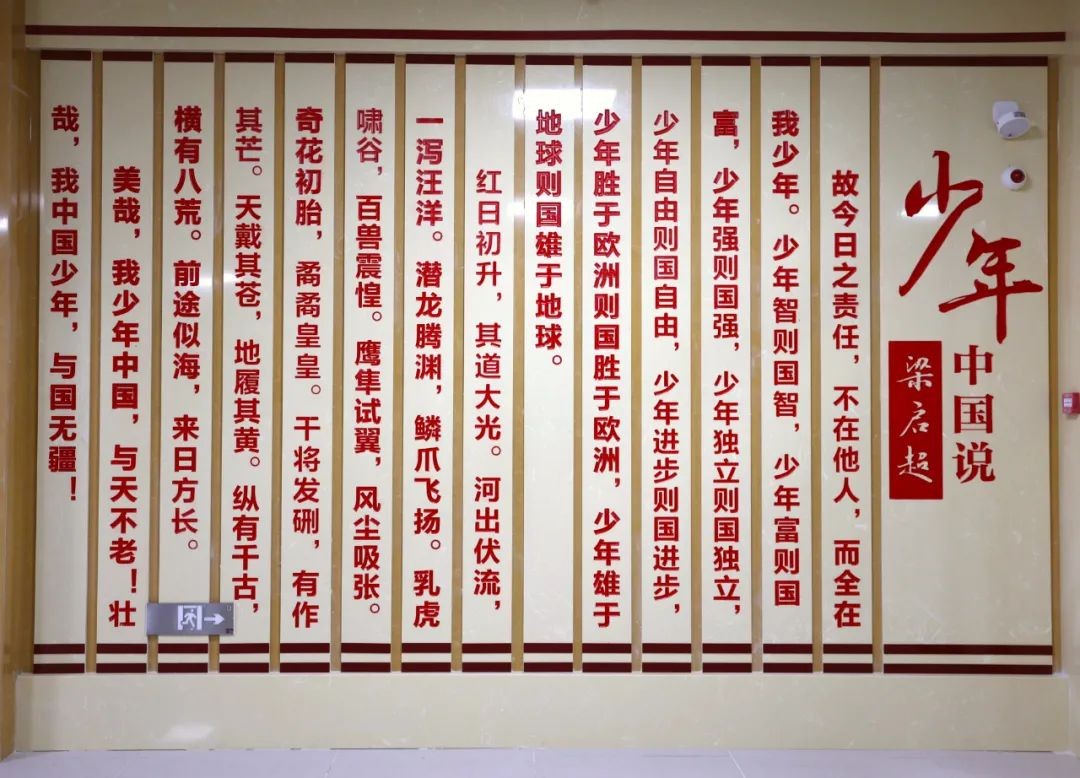 少年
中国说
梁启超
故今日之责任，不在他人，而全在
我少年。少年智则国智，少年富则国
富，少年强则国强，少年独立则国独立，
少年自由则国自由，少年进步则国进步，
少年胜于欧洲则国胜于欧洲，少年雄于
地球则国雄于地球。
红日初升，其道大光。河出伏流，
一泻汪洋。潜龙腾渊，鳞爪飞扬。乳虎
啸谷，百兽震惶。鹰隼试翼，风尘吸张。
奇花初胎，矞矞皇皇。干将发硎，有作
其芒。天戴其苍，地履其黄。纵有千古，
横有八荒。前途似海，来日方长。
美哉，我少年中国，与天不老！壮
哉，我中国少年，与国无疆！